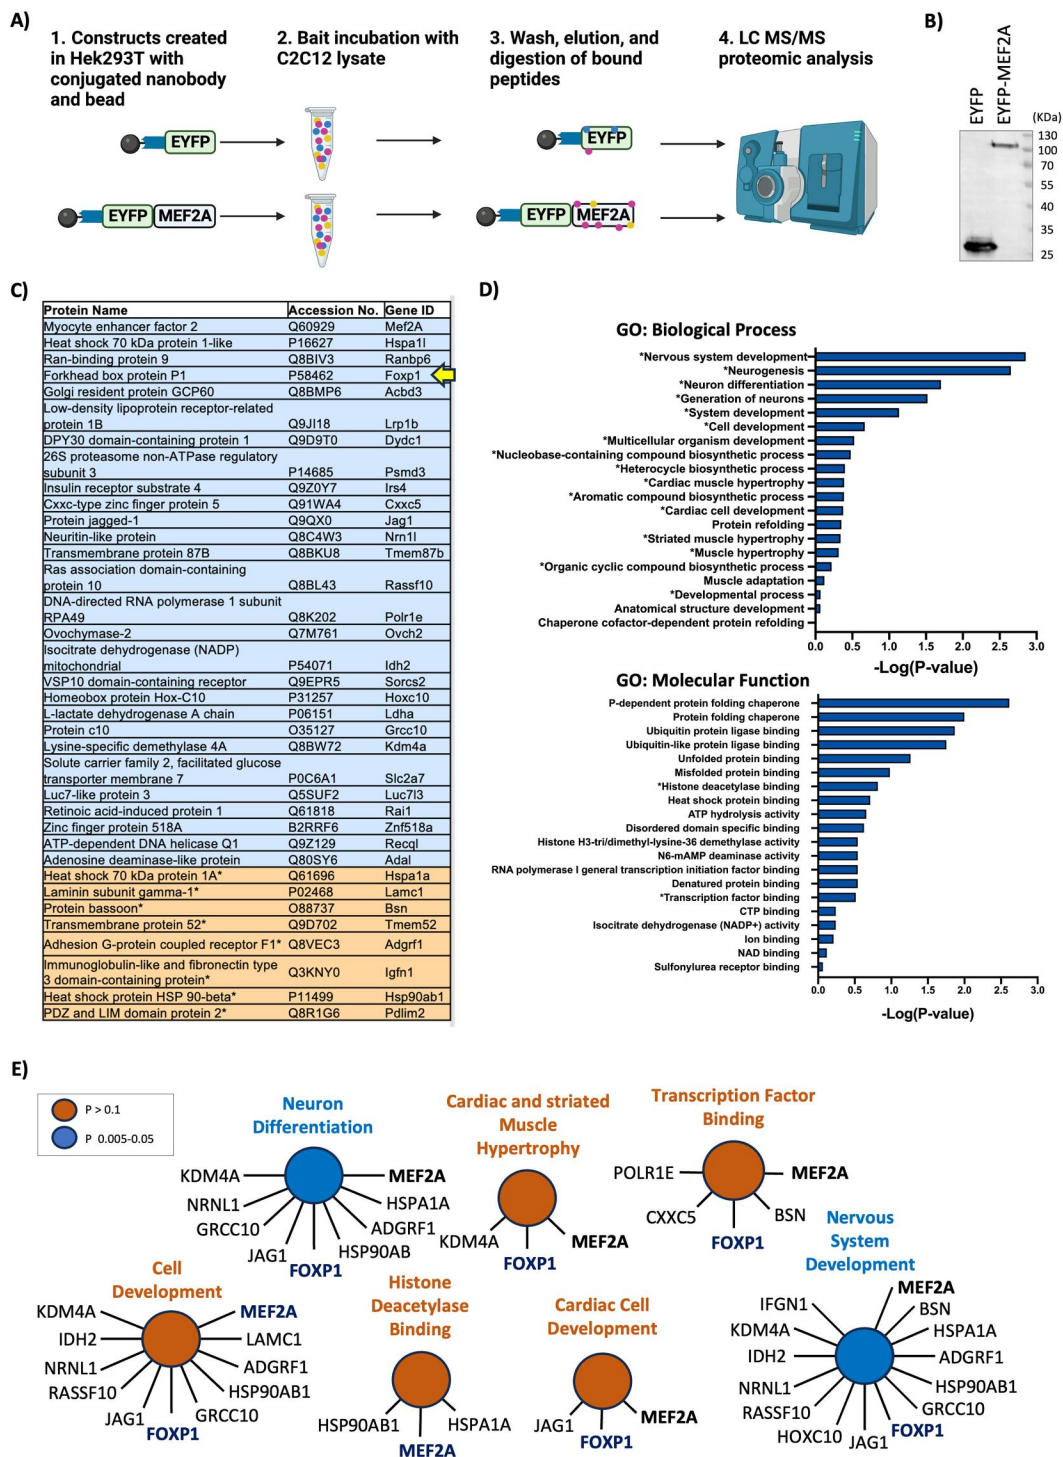 A)
1. Constructs created
in Hek293T with
conjugated nanobody
and bead
2. Bait incubation with
C2C12 lysate
3. Wash, elution, and
digestion of bound
peptides
4. LC MS/MS
proteomic analysis
EYFP
EYFP
EYFP MEF2A
EYFP MEF2A
B)
EYFP
EYFP-MEF2A
(KDa)
130
100
70
55
40
35
25
C)
Protein Name Accession No. Gene ID
Myocyte enhancer factor 2 Q60929 Mef2A
Heat shock 70 kDa protein 1-like P16627 Hspa1l
Ran-binding protein 9 Q8BIV3 Ranbp6
Forkhead box protein P1 P58462 Foxp1
Golgi resident protein GCP60 Q8BMP6 Acbd3
Low-density lipoprotein receptor-related
protein 1B Q9JI18 Lrp1b
DPY30 domain-containing protein 1 Q9D9T0 Dydc1
26S proteasome non-ATPase regulatory
subunit 3 P14685 Psmd3
Insulin receptor substrate 4 Q9Z0Y7 Irs4
Cxxc-type zinc finger protein 5 Q91WA4 Cxxc5
Protein jagged-1 Q9QX0 Jag1
Neuritin-like protein Q8C4W3 Nrn1l
Transmembrane protein 87B Q8BKU8 Tmem87b
Ras association domain-containing
protein 10 Q8BL43 Rassf10
DNA-directed RNA polymerase 1 subunit
RPA49 Q8K202 Polr1e
Ovochymase-2 Q7M761 Ovch2
Isocitrate dehydrogenase (NADP)
mitochondrial P54071 Idh2
VSP10 domain-containing receptor Q9EPR5 Sorcs2
Homeobox protein Hox-C10 P31257 Hoxc10
L-lactate dehydrogenase A chain P06151 Ldha
Protein c10 O35127 Grcc10
Lysine-specific demethylase 4A Q8BW72 Kdm4a
Solute carrier family 2, facilitated glucose
transporter membrane 7 P0C6A1 Slc2a7
Luc7-like protein 3 Q5SUF2 Luc7l3
Retinoic acid-induced protein 1 Q61818 Rai1
Zinc finger protein 518A B2RRF6 Znf518a
ATP-dependent DNA helicase Q1 Q9Z129 Recql
Adenosine deaminase-like protein Q80SY6 Adal
Heat shock 70 kDa protein 1A* Q61696 Hspa1a
Laminin subunit gamma-1* P02468 Lamc1
Protein bassoon* O88737 Bsn
Transmembrane protein 52* Q9D702 Tmem52
Adhesion G-protein coupled receptor F1* Q8VEC3 Adgrf1
Immunoglobulin-like and fibronectin type
3 domain-containing protein* Q3KNY0 Igfn1
Heat shock protein HSP 90-beta* P11499 Hsp90ab1
PDZ and LIM domain protein 2* Q8R1G6 Pdlim2
D)
GO: Biological Process
*Nervous system development
*Neurogenesis
*Neuron differentiation
*Generation of neurons
*System development
*Cell development
*Multicellular organism development
*Nucleobase-containing compound biosynthetic process
*Heterocycle biosynthetic process
*Cardiac muscle hypertrophy
*Aromatic compound biosynthetic process
*Cardiac cell development
Protein refolding
*Striated muscle hypertrophy
*Muscle hypertrophy
*Organic cyclic compound biosynthetic process
Muscle adaptation
*Developmental process
Anatomical structure development
Chaperone cofactor-dependent protein refolding
0.0 0.5 1.0 1.5 2.0 2.5 3.0
-Log(P-value)
GO: Molecular Function
P-dependent protein folding chaperone
Protein folding chaperone
Ubiquitin protein ligase binding
Ubiquitin-like protein ligase binding
Unfolded protein binding
Misfolded protein binding
*Histone deacetylase binding
Heat shock protein binding
ATP hydrolysis activity
Disordered domain specific binding
Histone H3-tri/dimethyl-lysine-36 demethylase activity
N6-mAMP deaminase activity
RNA polymerase I general transcription initiation factor binding
Denatured protein binding
*Transcription factor binding
CTP binding
Isocitrate dehydrogenase (NADP+) activity
Ion binding
NAD binding
Sulfonylurea receptor binding
0.0 0.5 1.0 1.5 2.0 2.5 3.0
-Log(P-value)
E)
P > 0.1
P 0.005-0.05
Neuron
Differentiation
KDM4A
NRNL1
GRCC10
JAG1
FOXP1
HSP90AB
ADGRF1
HSPA1A
MEF2A
Cardiac and striated
Muscle
Hypertrophy
KDM4A
FOXP1
MEF2A
Transcription Factor
Binding
POLR1E
CXXC5
FOXP1
BSN
MEF2A
Cell
Development
KDM4A
IDH2
NRNL1
RASSF10
JAG1
FOXP1
GRCC10
HSP90AB1
ADGRF1
LAMC1
MEF2A
Histone
Deacetylase
Binding
HSP90AB1
MEF2A
HSPA1A
Cardiac Cell
Development
JAG1
FOXP1
MEF2A
Nervous
System
Development
IFGN1
KDM4A
IDH2
NRNL1
RASSF10
HOXC10
JAG1
FOXP1
GRCC10
HSP90AB1
ADGRF1
HSPA1A
BSN
MEF2A